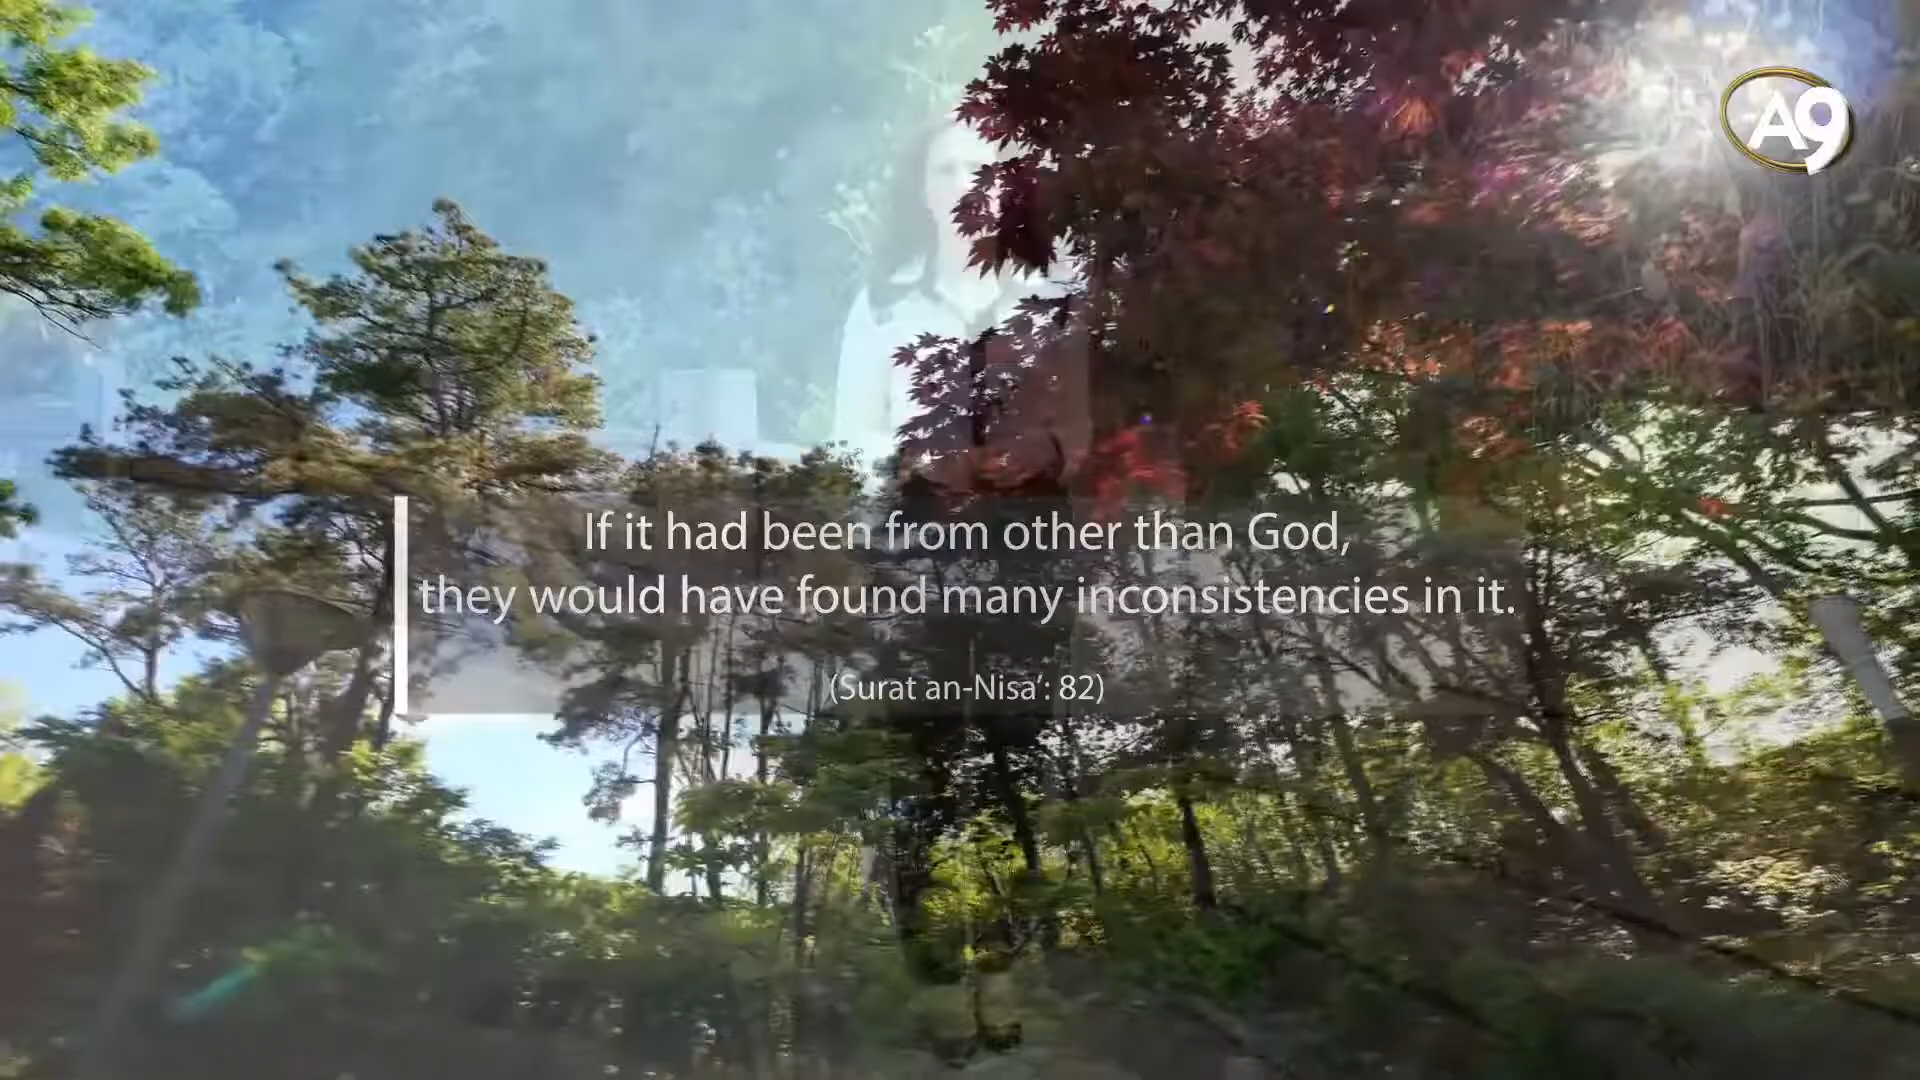 A9
If it had been from other than God,
they would have found many inconsistencies in it.
(Surat an-Nisa': 82)